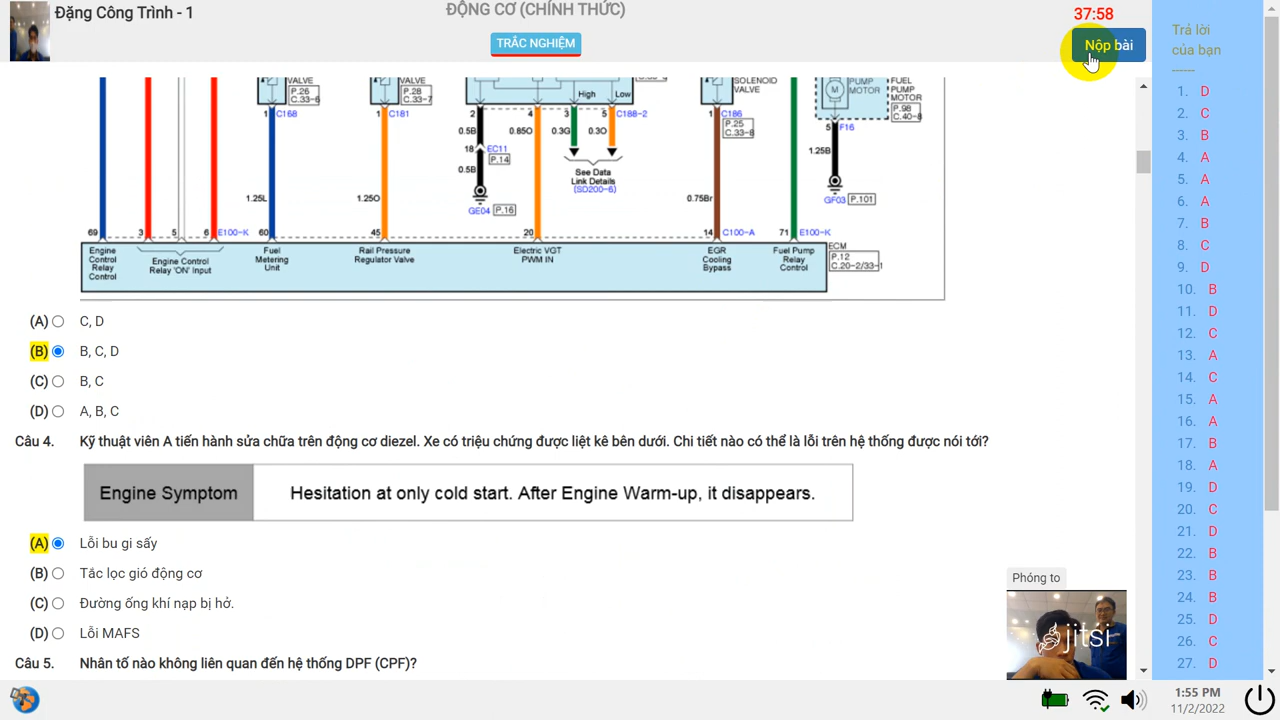 Đặng Công Trình - 1
ĐỘNG CƠ (CHÍNH THỨC)
TRẮC NGHIỆM
37:58
Nộp bài
Trả lời
của bạn
-----
VALVE
P.26
C.33-6
VALVE
P.28
C.33-7
High
Low
SOLENOID
VALVE
M
PUMP
MOTOR
FUEL
PUMP
MOTOR
P.98
C.40-8
1 C168
1 C181
2
4
3
5 C188-2
1 C186
P.25
C.33-8
5 F16
0.5B
0.85O
0.3G
0.3O
18 EC11
P.14
0.5B
See Data
Link Details
(SD200-6)
1.25B
1.25L
1.25O
0.75Br
GE04 P.16
GF03 P.101
69
3
5
6 E100-K
60
45
20
14 C100-A
71 E100-K
Engine
Control
Relay
Control
Engine Control
Relay 'ON' Input
Fuel
Metering
Unit
Rail Pressure
Regulator Valve
Electric VGT
PWM IN
EGR
Cooling
Bypass
Fuel Pump
Relay
Control
ECM
P.12
C.20-2/33-1
(A) C, D
(B) B, C, D
(C) B, C
(D) A, B, C
Câu 4. Kỹ thuật viên A tiến hành sửa chữa trên động cơ diezel. Xe có triệu chứng được liệt kê bên dưới. Chi tiết nào có thể là lỗi trên hệ thống được nói tới?
Engine Symptom Hesitation at only cold start. After Engine Warm-up, it disappears.
(A) Lỗi bu gi sấy
(B) Tắc lọc gió động cơ
(C) Đường ống khí nạp bị hở.
(D) Lỗi MAFS
Câu 5. Nhân tố nào không liên quan đến hệ thống DPF (CPF)?
Phóng to
jitsi
1. D
2. C
3. B
4. A
5. A
6. A
7. B
8. C
9. D
10. B
11. D
12. C
13. A
14. C
15. A
16. A
17. B
18. A
19. D
20. C
21. D
22. B
23. B
24. B
25. D
26. C
27. D
1:55 PM
11/2/2022